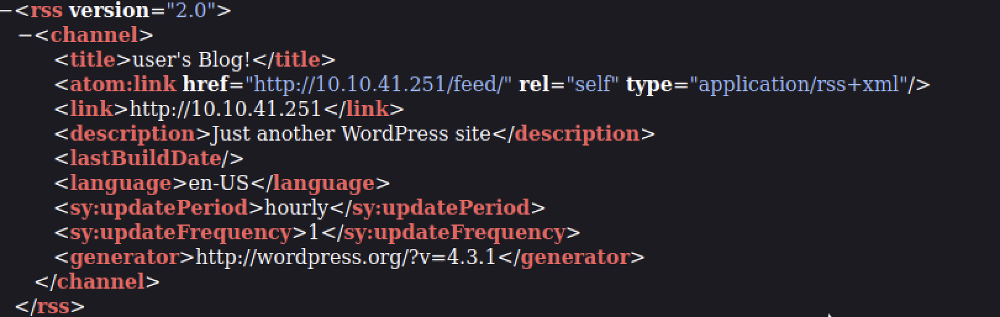 −<rss version="2.0">
−<channel>
<title>user's Blog!</title>
<atom:link href="http://10.10.41.251/feed/" rel="self" type="application/rss+xml"/>
<link>http://10.10.41.251</link>
<description>Just another WordPress site</description>
<lastBuildDate/>
<language>en-US</language>
<sy:updatePeriod>hourly</sy:updatePeriod>
<sy:updateFrequency>1</sy:updateFrequency>
<generator>http://wordpress.org/?v=4.3.1</generator>
</channel>
</rss>